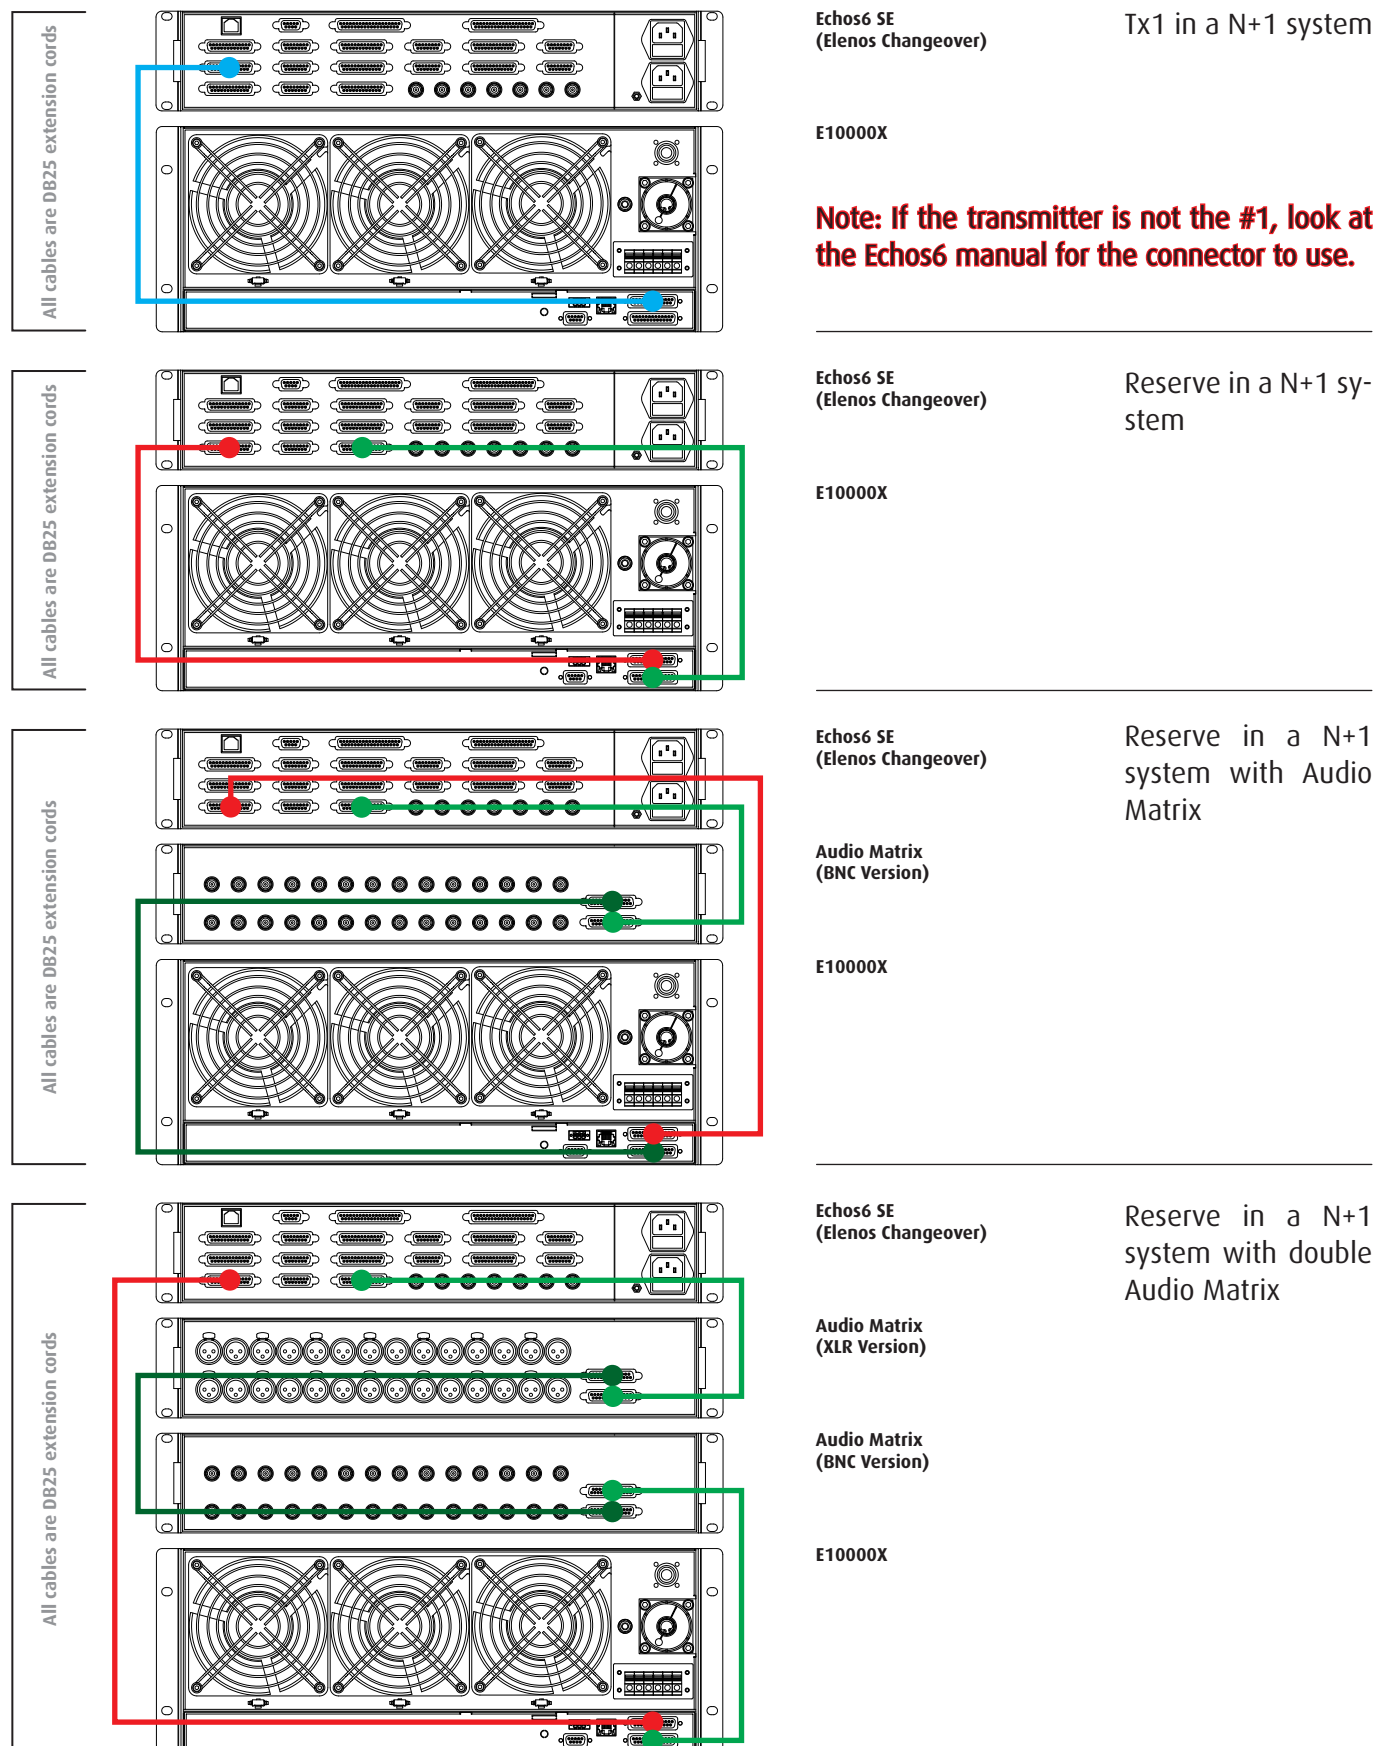 All cables are DB25 extension cords
Echos6 SE
(Elenos Changeover)
Tx1 in a N+1 system
E10000X
Note: If the transmitter is not the #1, look at
the Echos6 manual for the connector to use.
All cables are DB25 extension cords
Echos6 SE
(Elenos Changeover)
Reserve in a N+1 sy-
stem
E10000X
All cables are DB25 extension cords
Echos6 SE
(Elenos Changeover)
Reserve in a N+1
system with Audio
Matrix
Audio Matrix
(BNC Version)
E10000X
All cables are DB25 extension cords
Echos6 SE
(Elenos Changeover)
Reserve in a N+1
system with double
Audio Matrix
Audio Matrix
(XLR Version)
Audio Matrix
(BNC Version)
E10000X